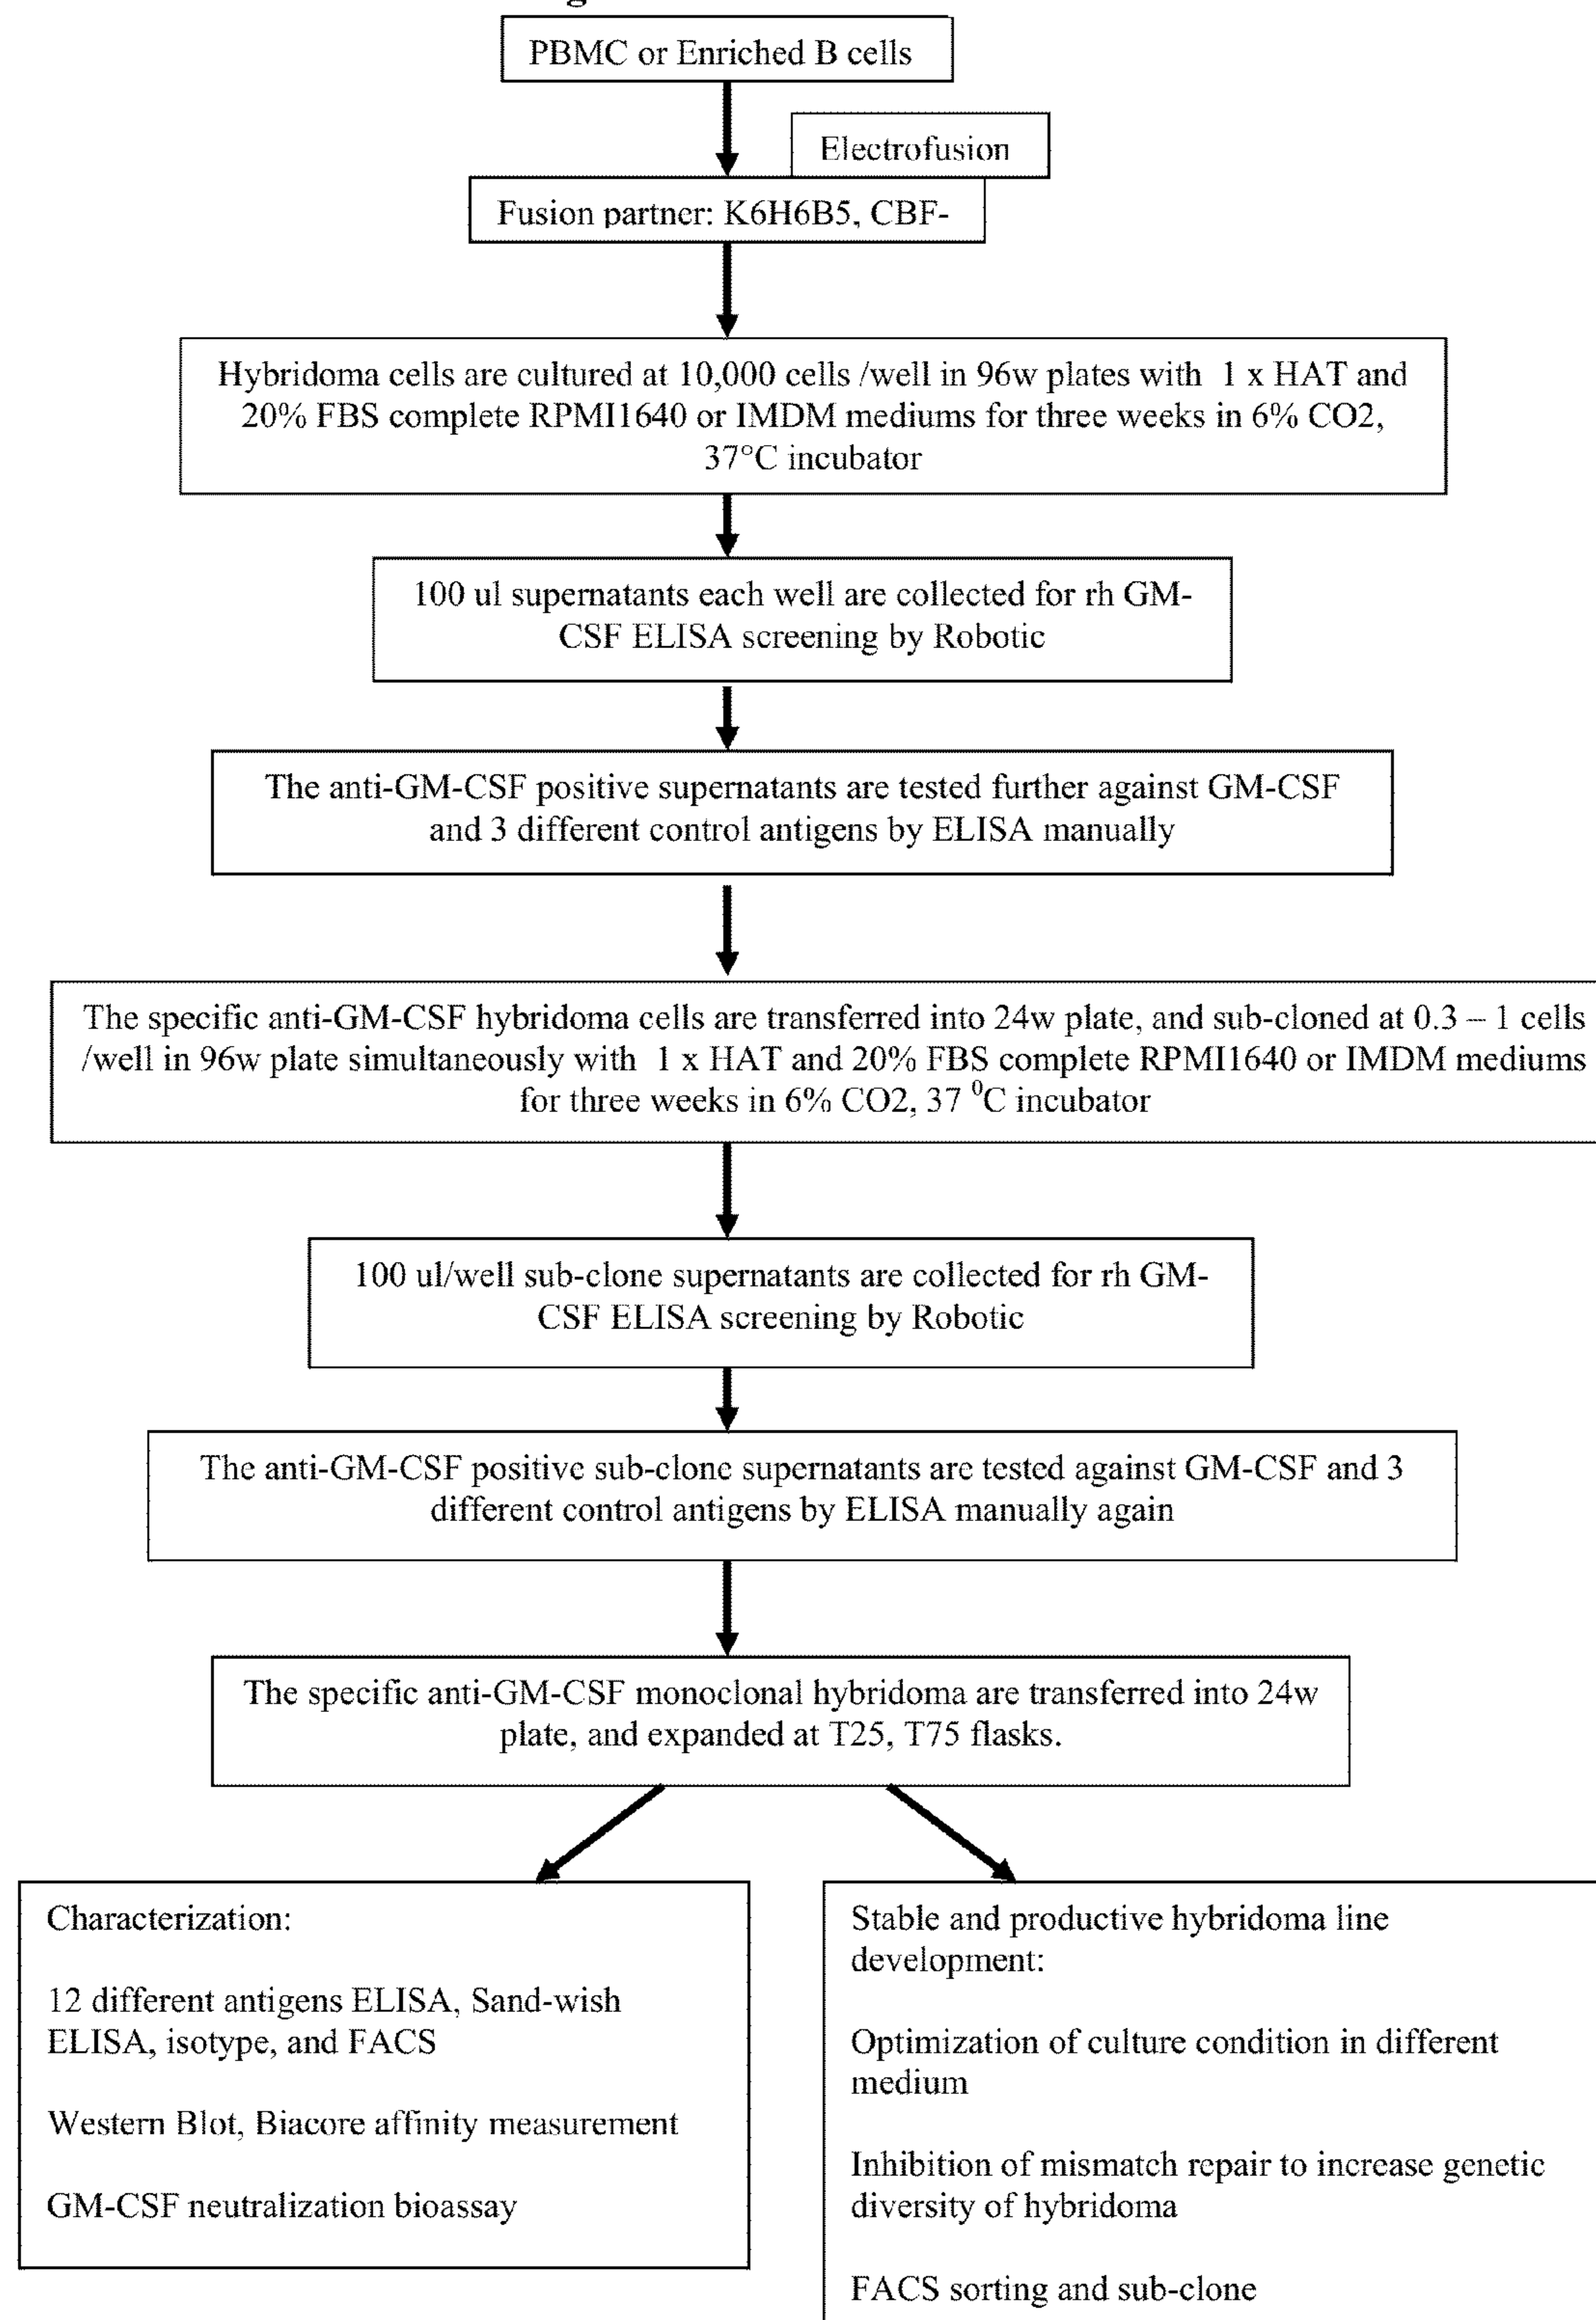 PBMC or Enriched B cells
Electrofusion
Fusion partner: K6H6B5, CBF-
Hybridoma cells are cultured at 10,000 cells /well in 96w plates with 1 x HAT and
20% FBS complete RPMI1640 or IMDM mediums for three weeks in 6% CO2,
37°C incubator
100 ul supernatants each well are collected for rh GM-
CSF ELISA screening by Robotic
The anti-GM-CSF positive supernatants are tested further against GM-CSF
and 3 different control antigens by ELISA manually
The specific anti-GM-CSF hybridoma cells are transferred into 24w plate, and sub-cloned at 0.3 – 1 cells
/well in 96w plate simultaneously with 1 x HAT and 20% FBS complete RPMI1640 or IMDM mediums
for three weeks in 6% CO2, 37 ⁰C incubator
100 ul/well sub-clone supernatants are collected for rh GM-
CSF ELISA screening by Robotic
The anti-GM-CSF positive sub-clone supernatants are tested against GM-CSF and 3
different control antigens by ELISA manually again
The specific anti-GM-CSF monoclonal hybridoma are transferred into 24w
plate, and expanded at T25, T75 flasks.
Characterization:
12 different antigens ELISA, Sand-wish
ELISA, isotype, and FACS
Western Blot, Biacore affinity measurement
GM-CSF neutralization bioassay
Stable and productive hybridoma line
development:
Optimization of culture condition in different
medium
Inhibition of mismatch repair to increase genetic
diversity of hybridoma
FACS sorting and sub-clone